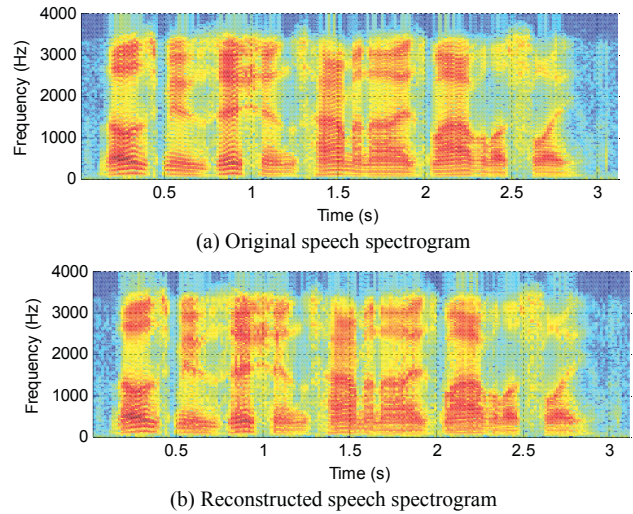 4000
3000
2000
1000
0
Frequency (Hz)
0.5 1 1.5 2 2.5 3
Time (s)
(a) Original speech spectrogram
4000
3000
2000
1000
0
Frequency (Hz)
0.5 1 1.5 2 2.5 3
Time (s)
(b) Reconstructed speech spectrogram